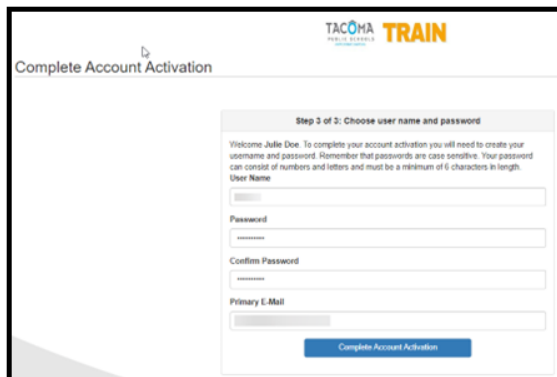 TACOMA TRAIN
PUBLIC SCHOOLS
Complete Account Activation
Step 3 of 3: Choose user name and password
Welcome Julie Doe. To complete your account activation you will need to create your
username and password. Remember that passwords are case sensitive. Your password
can consist of numbers and letters and must be a minimum of 6 characters in length.
User Name
Password
Confirm Password
Primary E-Mail
Complete Account Activation